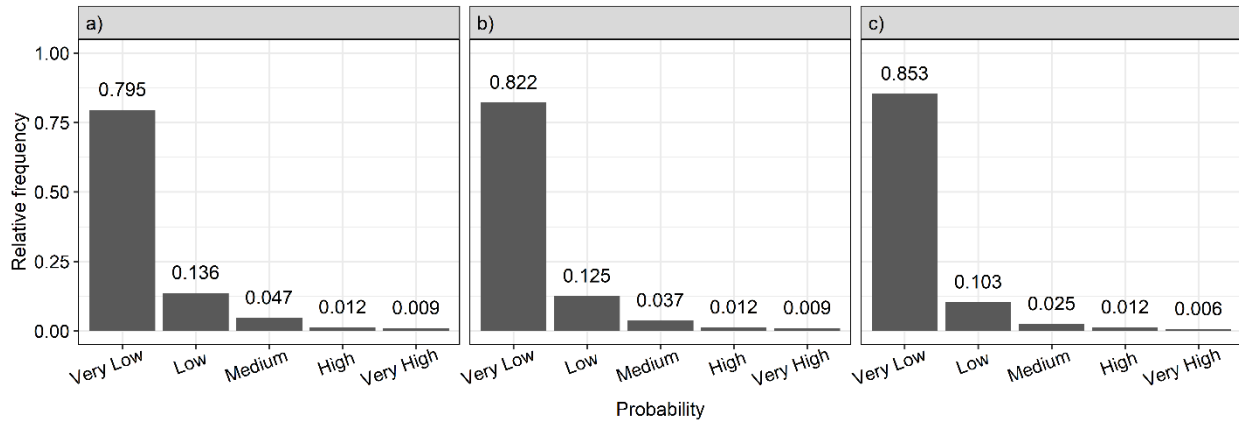 a)
b)
c)
Relative frequency
1.00
0.75
0.50
0.25
0.00
0.795
0.136
0.047
0.012
0.009
0.822
0.125
0.037
0.012
0.009
0.853
0.103
0.025
0.012
0.006
Very Low
Low
Medium
High
Very High
Very Low
Low
Medium
High
Very High
Very Low
Low
Medium
High
Very High
Probability